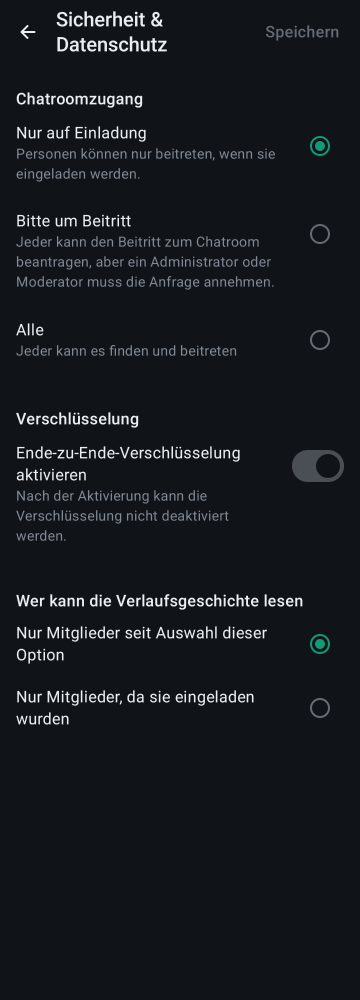 Sicherheit &
Datenschutz
Speichern
Chatroomzugang
Nur auf Einladung
Personen können nur beitreten, wenn sie
eingeladen werden.
Bitte um Beitritt
Jeder kann den Beitritt zum Chatroom
beantragen, aber ein Administrator oder
Moderator muss die Anfrage annehmen.
Alle
Jeder kann es finden und beitreten
Verschlüsselung
Ende-zu-Ende-Verschlüsselung
aktivieren
Nach der Aktivierung kann die
Verschlüsselung nicht deaktiviert
werden.
Wer kann die Verlaufsgeschichte lesen
Nur Mitglieder seit Auswahl dieser
Option
Nur Mitglieder, da sie eingeladen
wurden